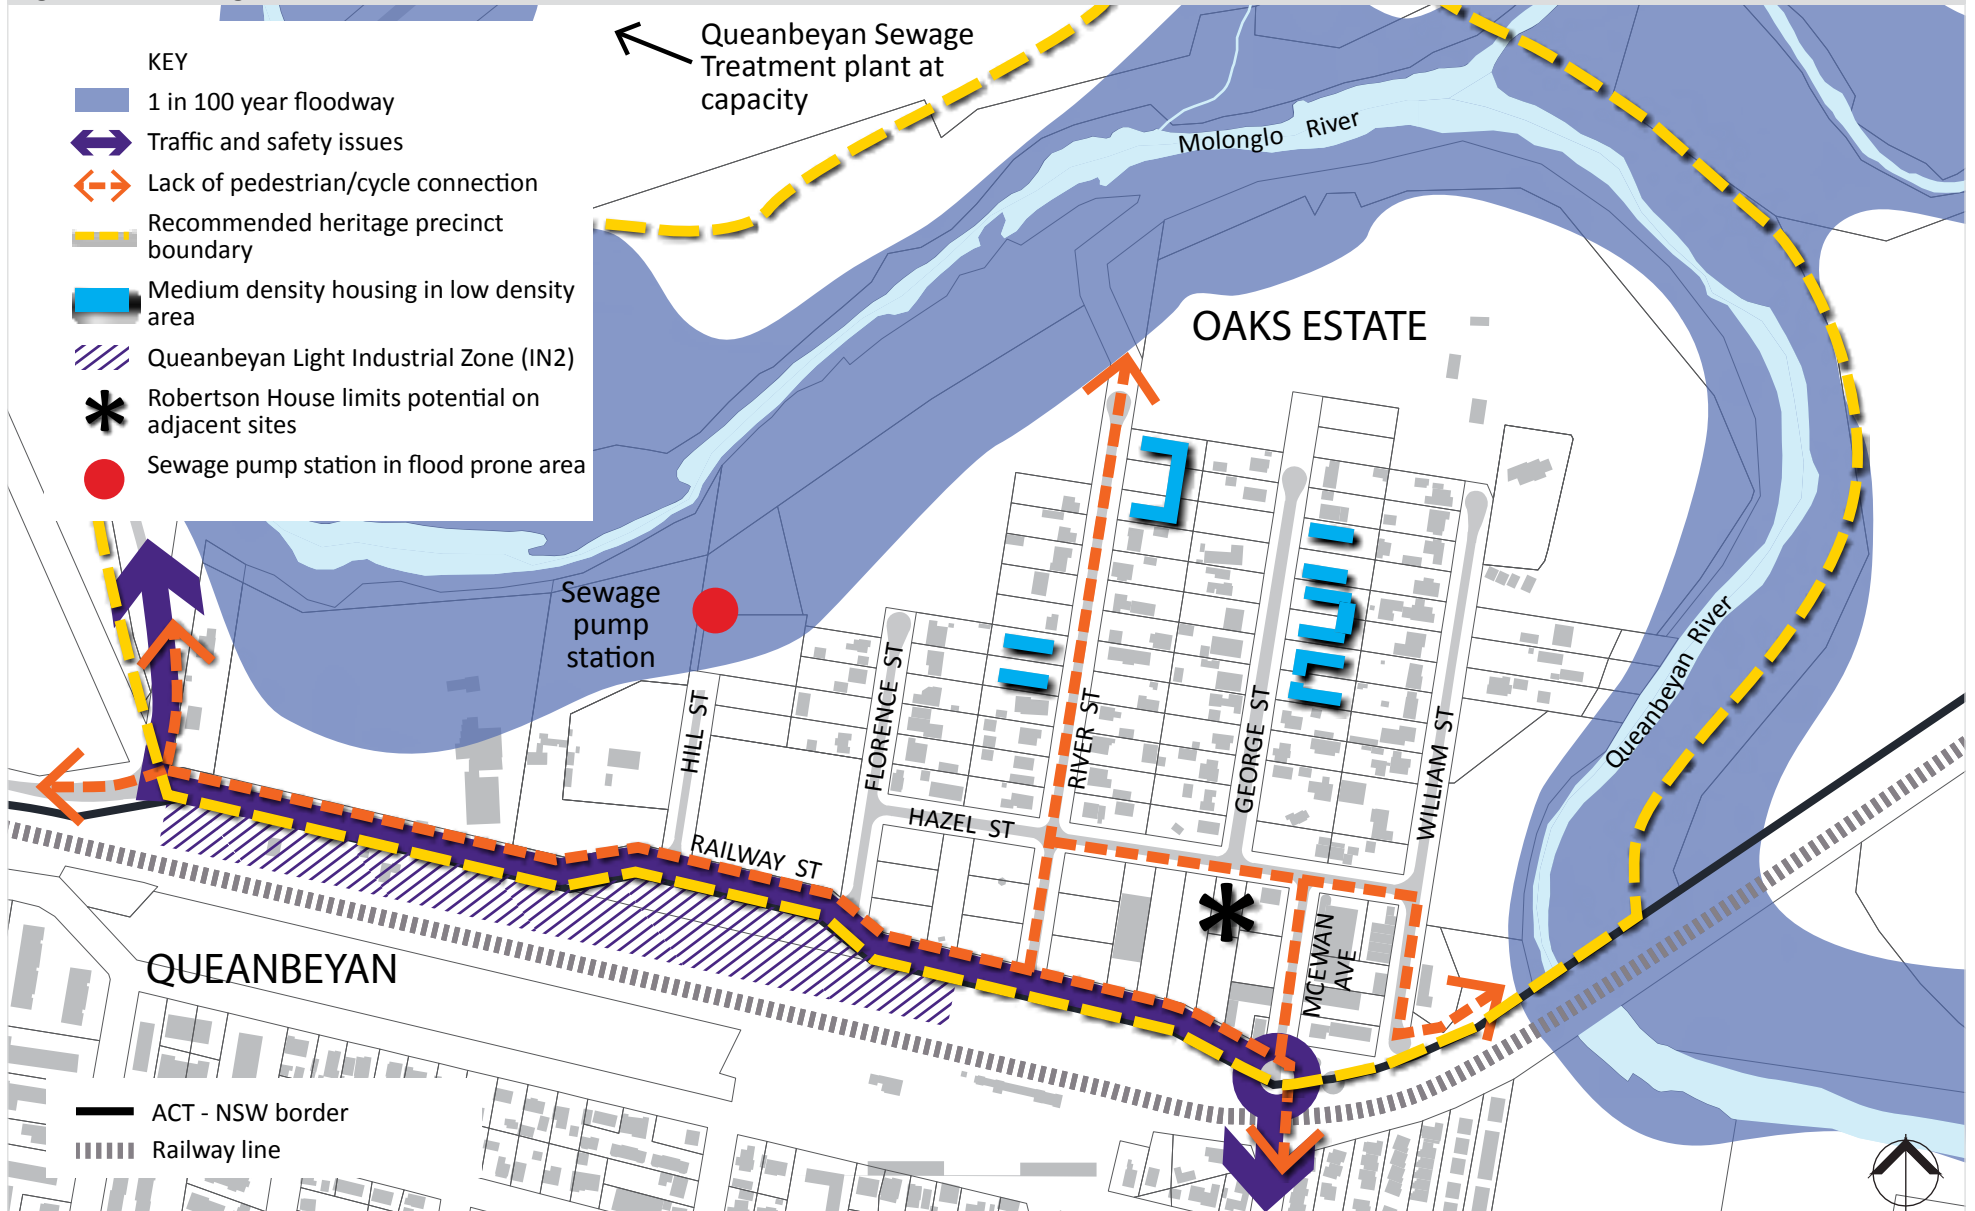 KEY
1 in 100 year floodway
Traffic and safety issues
Lack of pedestrian/cycle connection
Recommended heritage precinct
boundary
Medium density housing in low density
area
Queanbeyan Light Industrial Zone (IN2)
Robertson House limits potential on
adjacent sites
Sewage pump station in flood prone area
Queanbeyan Sewage
Treatment plant at
capacity
Molonglo River
OAKS ESTATE
Sewage
pump
station
Queanbeyan River
HILL ST
FLORENCE ST
RIVER ST
GEORGE ST
WILLIAM ST
HAZEL ST
RAILWAY ST
MCEWAN
AVE
QUEANBEYAN
ACT - NSW border
Railway line